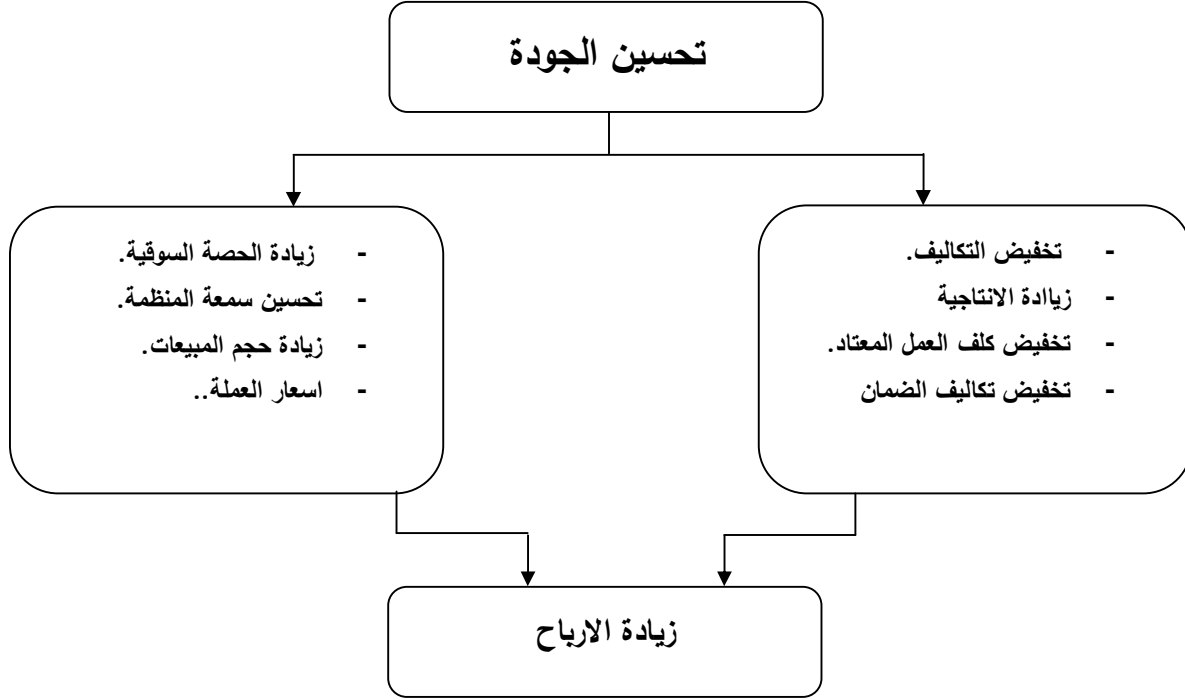 تحسين الجودة
- تخفيض التكاليف.
- زياادة الانتاجية
- تخفيض كلف العمل المعتاد.
- تخفيض تكاليف الضمان
- زيادة الحصة السوقية.
- تحسين سمعة المنظمة.
- زيادة حجم المبيعات.
- اسعار العملة..
زيادة الارباح